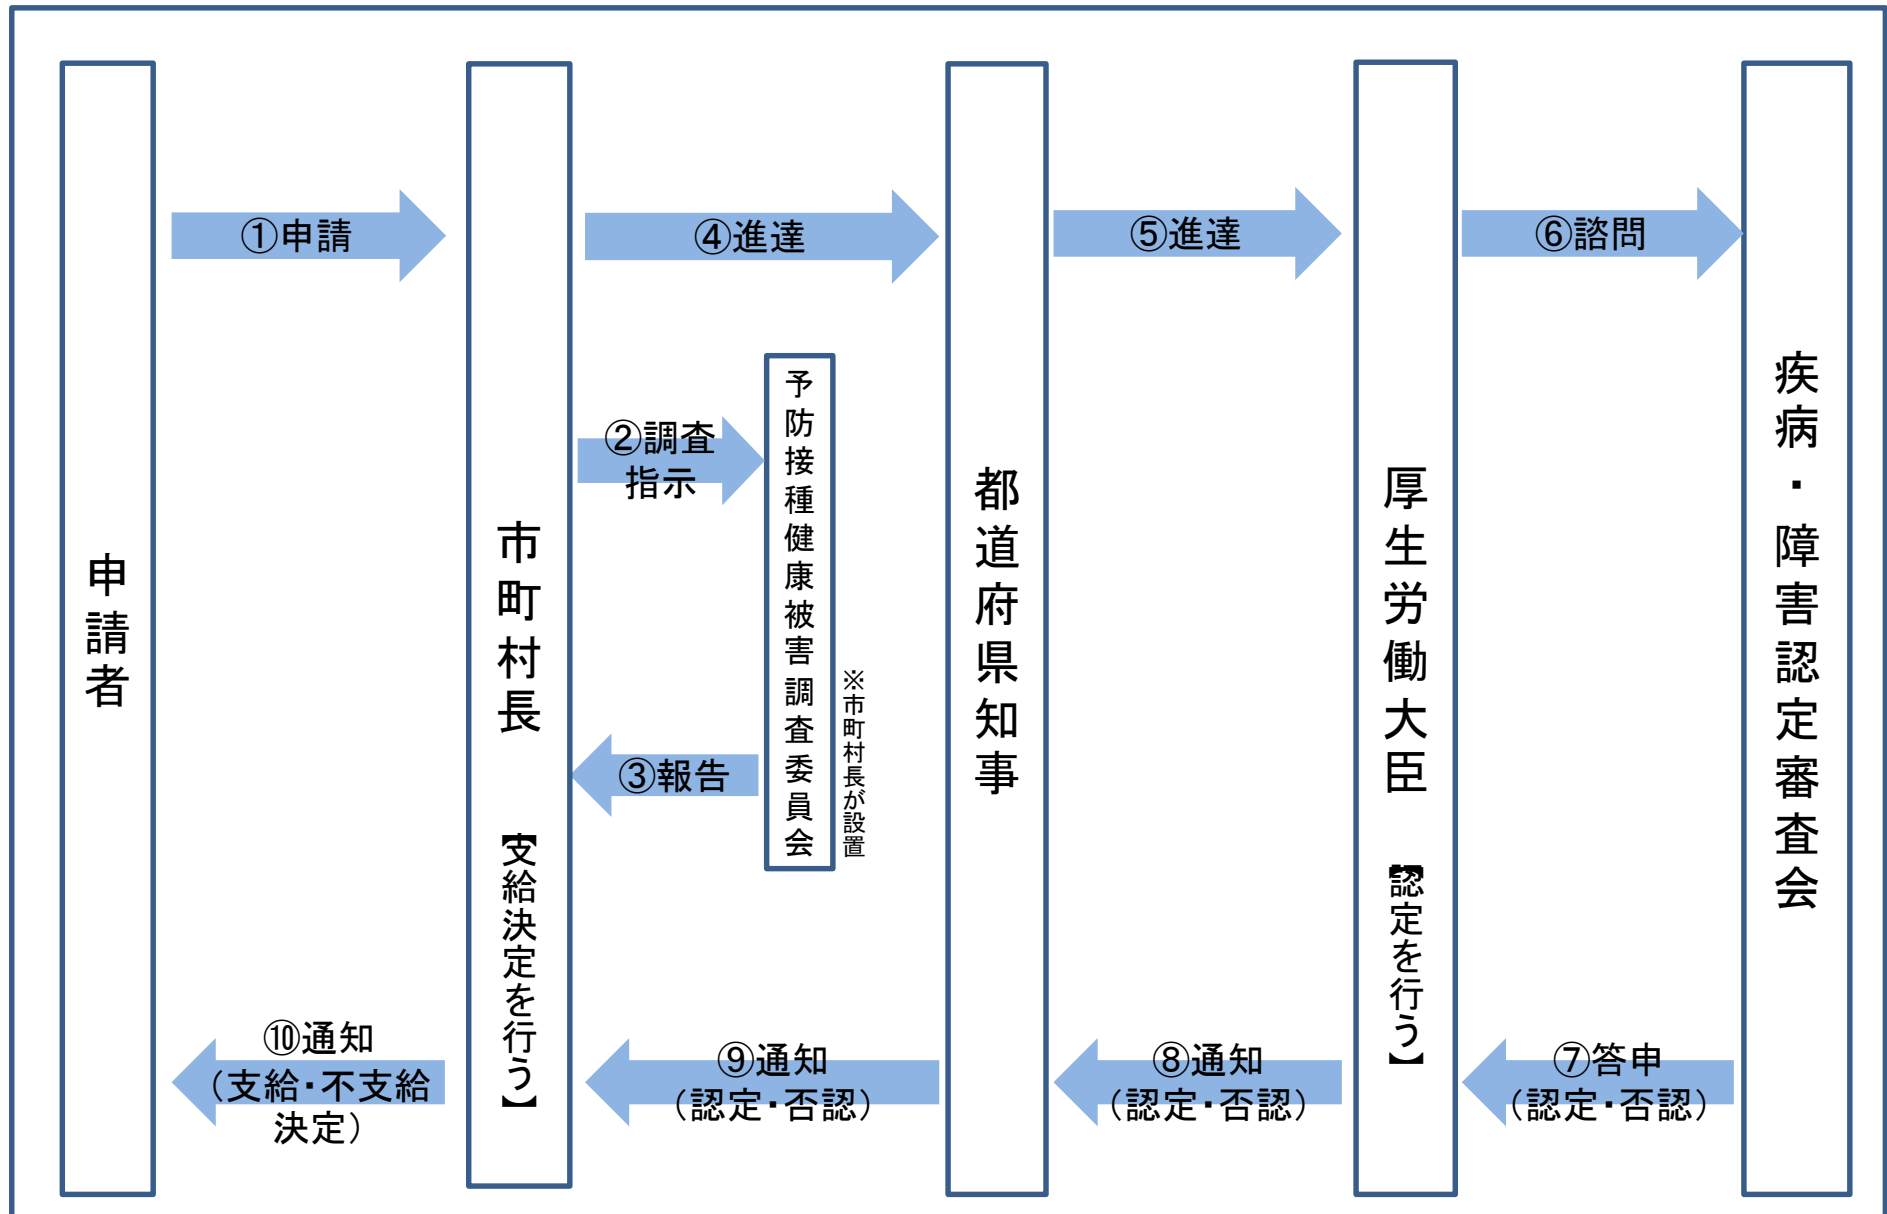 申請者
①申請
市町村長 【支給決定を行う】
④進達
②調査
指示
予防接種健康被害調査委員会
※市町村長が設置
③報告
都道府県知事
⑤進達
厚生労働大臣 【認定を行う】
⑥諮問
疾病・障害認定審査会
⑦答申
（認定・否認）
⑧通知
（認定・否認）
⑨通知
（認定・否認）
⑩通知
（支給・不支給
決定）